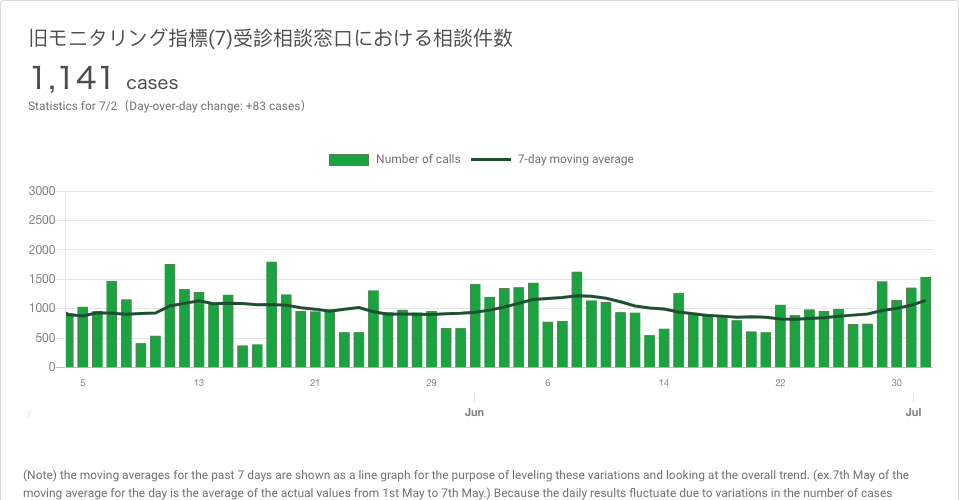 旧モニタリング指標(7)受診相談窓口における相談件数
1,141 cases
Statistics for 7/2 (Day-over-day change: +83 cases)
Number of calls 7-day moving average
3000
2500
2000
1500
1000
500
0
5 13 21 29 6 14 22 30
y Jun Jul
(Note) the moving averages for the past 7 days are shown as a line graph for the purpose of leveling these variations and looking at the overall trend. (ex.7th May of the
moving average for the day is the average of the actual values from 1st May to 7th May.) Because the daily results fluctuate due to variations in the number of cases